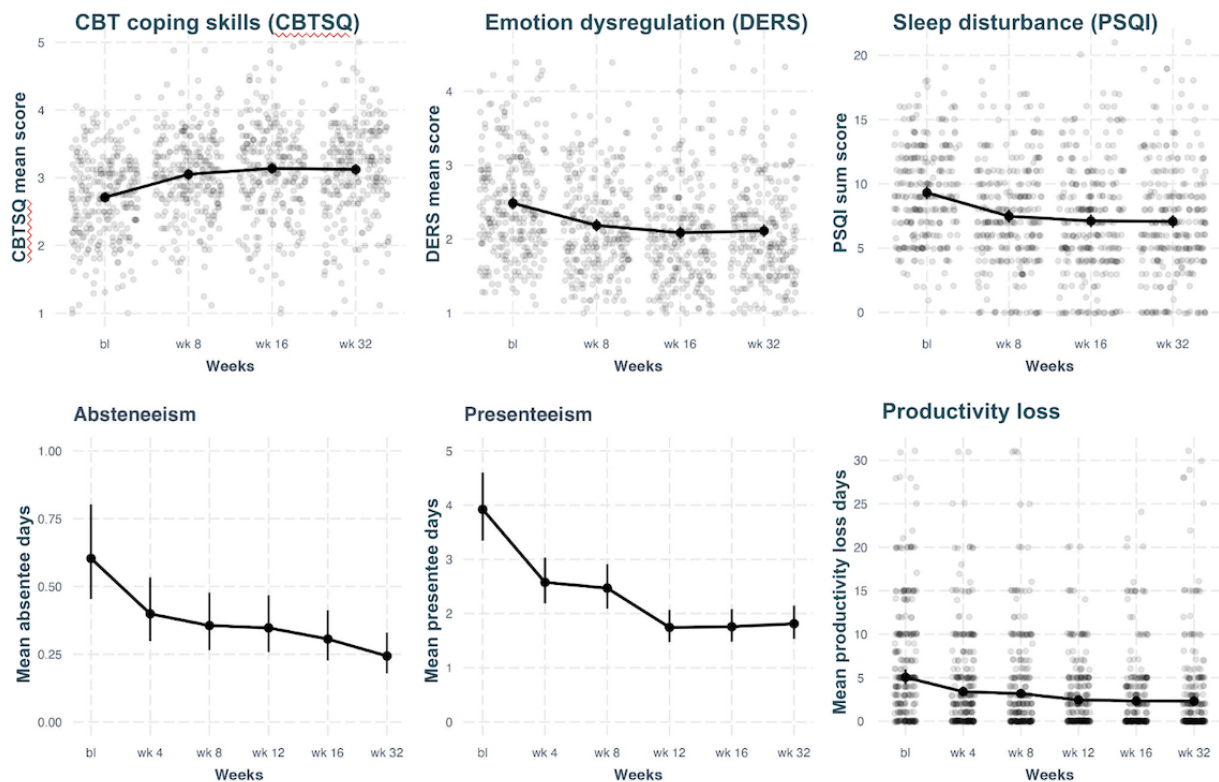 CBT coping skills (CBTSQ)
CBTSQ mean score
5
4
3
2
1
bl wk 8 wk 16 wk 32
Weeks
Emotion dysregulation (DERS)
DERS mean score
4
3
2
1
bl wk 8 wk 16 wk 32
Weeks
Sleep disturbance (PSQI)
PSQI sum score
20
15
10
5
0
bl wk 8 wk 16 wk 32
Weeks
Absteneeism
Mean absentee days
1.00
0.75
0.50
0.25
0.00
bl wk 4 wk 8 wk 12 wk 16 wk 32
Weeks
Presenteeism
Mean presentee days
5
4
3
2
1
0
bl wk 4 wk 8 wk 12 wk 16 wk 32
Weeks
Productivity loss
Mean productivity loss days
30
25
20
15
10
5
0
bl wk 4 wk 8 wk 12 wk 16 wk 32
Weeks